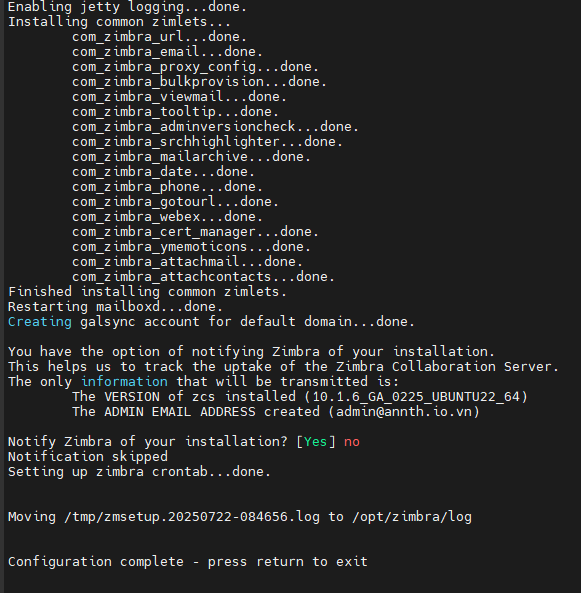 Enabling jetty logging...done.
Installing common zimlets...
com_zimbra_url...done.
com_zimbra_email...done.
com_zimbra_proxy_config...done.
com_zimbra_bulkprovision...done.
com_zimbra_viewmail...done.
com_zimbra_tooltip...done.
com_zimbra_adminversioncheck...done.
com_zimbra_srchhighlighter...done.
com_zimbra_mailarchive...done.
com_zimbra_date...done.
com_zimbra_phone...done.
com_zimbra_gotourl...done.
com_zimbra_webex...done.
com_zimbra_cert_manager...done.
com_zimbra_ymemoticons...done.
com_zimbra_attachmail...done.
com_zimbra_attachcontacts...done.
Finished installing common zimlets.
Restarting mailboxd...done.
Creating galsync account for default domain...done.
You have the option of notifying Zimbra of your installation.
This helps us to track the uptake of the Zimbra Collaboration Server.
The only information that will be transmitted is:
The VERSION of zcs installed (10.1.6_GA_0225_UBUNTU22_64)
The ADMIN EMAIL ADDRESS created (admin@annth.io.vn)
Notify Zimbra of your installation? [Yes] no
Notification skipped
Setting up zimbra crontab...done.
Moving /tmp/zmsetup.20250722-084656.log to /opt/zimbra/log
Configuration complete - press return to exit